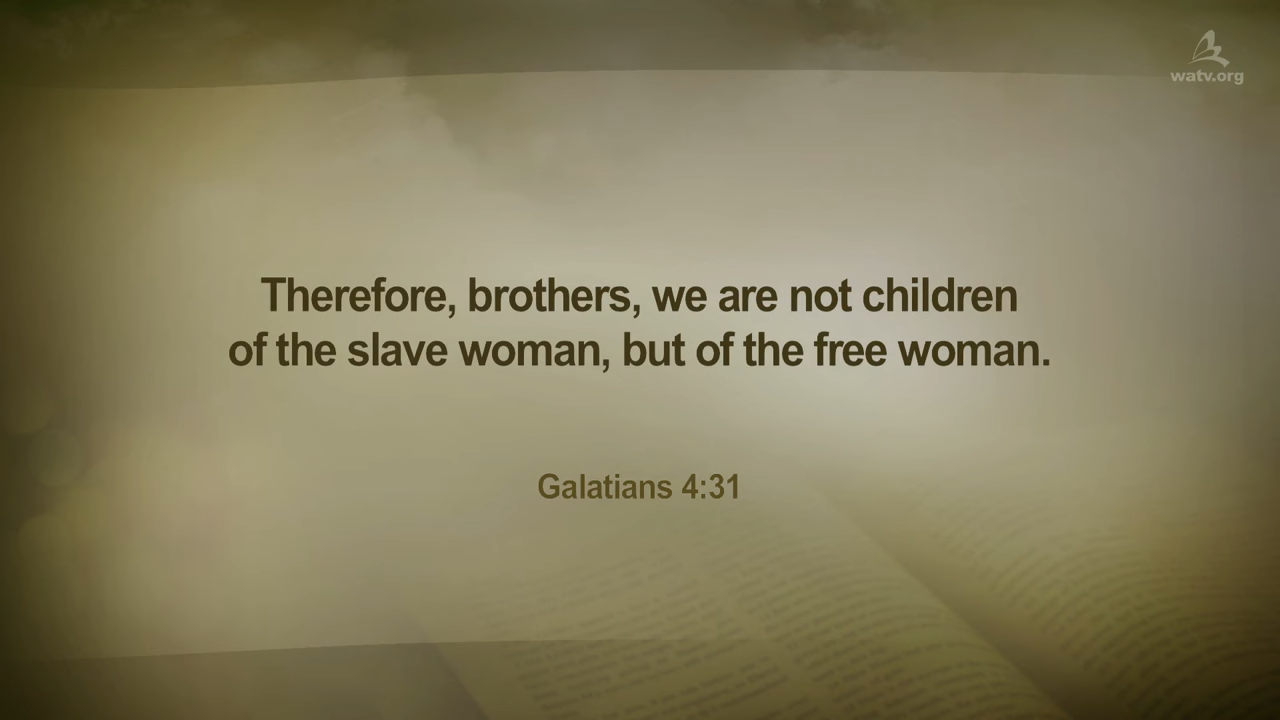 watv.org
Therefore, brothers, we are not children
of the slave woman, but of the free woman.
Galatians 4:31